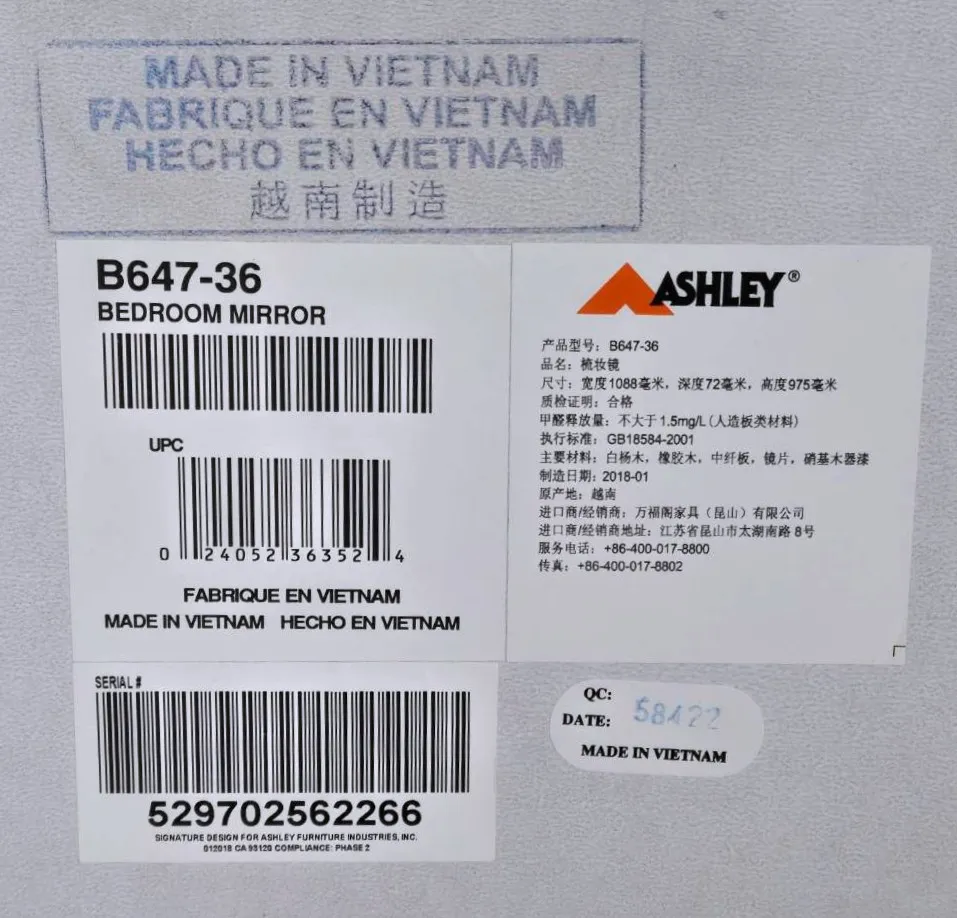 MADE IN VIETNAM
FABRIQUE EN VIETNAM
HECHO EN VIETNAM
越南制造
B647-36
BEDROOM MIRROR
UPC
0 24052 36352 4
FABRIQUE EN VIETNAM
MADE IN VIETNAM HECHO EN VIETNAM
ASHLEY®
产品型号：B647-36
品名：梳妆镜
尺寸：宽度1088毫米，深度72毫米，高度975毫米
质检证明：合格
甲醛释放量：不大于1.5mg/L(人造板类材料)
执行标准：GB18584-2001
主要材料：白杨木，橡胶木，中纤板，镜片，硝基木器漆
制造日期：2018-01
原产地：越南
进口商/经销商：万福阁家具（昆山）有限公司
进口商/经销商地址：江苏省昆山市太湖南路8号
服务电话：+86-400-017-8800
传真：+86-400-017-8802
SERIAL #
529702562266
SIGNATURE DESIGN FOR ASHLEY FURNITURE INDUSTRIES, INC.
012018 CA 93120 COMPLIANCE: PHASE 2
QC:
DATE: 58422
MADE IN VIETNAM